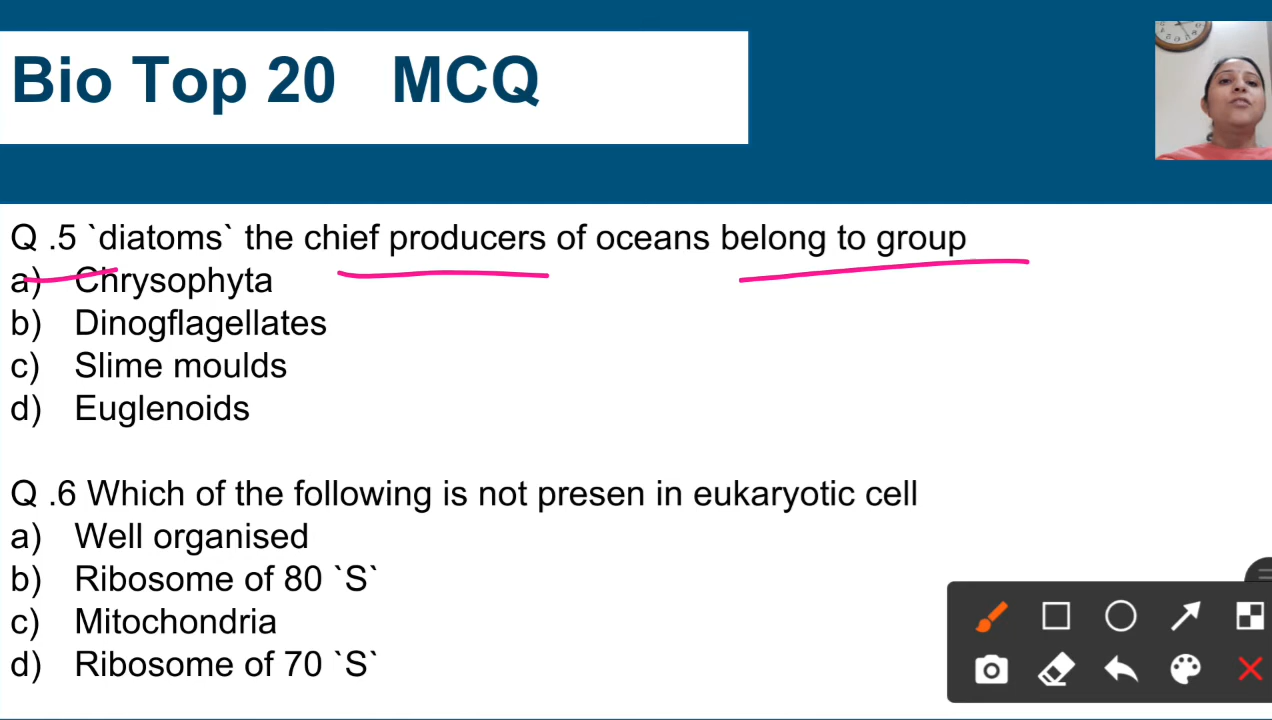 Bio Top 20 MCQ
Q .5 `diatoms` the chief producers of oceans belong to group
a) Chrysophyta
b) Dinogflagellates
c) Slime moulds
d) Euglenoids
Q .6 Which of the following is not presen in eukaryotic cell
a) Well organised
b) Ribosome of 80 `S`
c) Mitochondria
d) Ribosome of 70 `S`